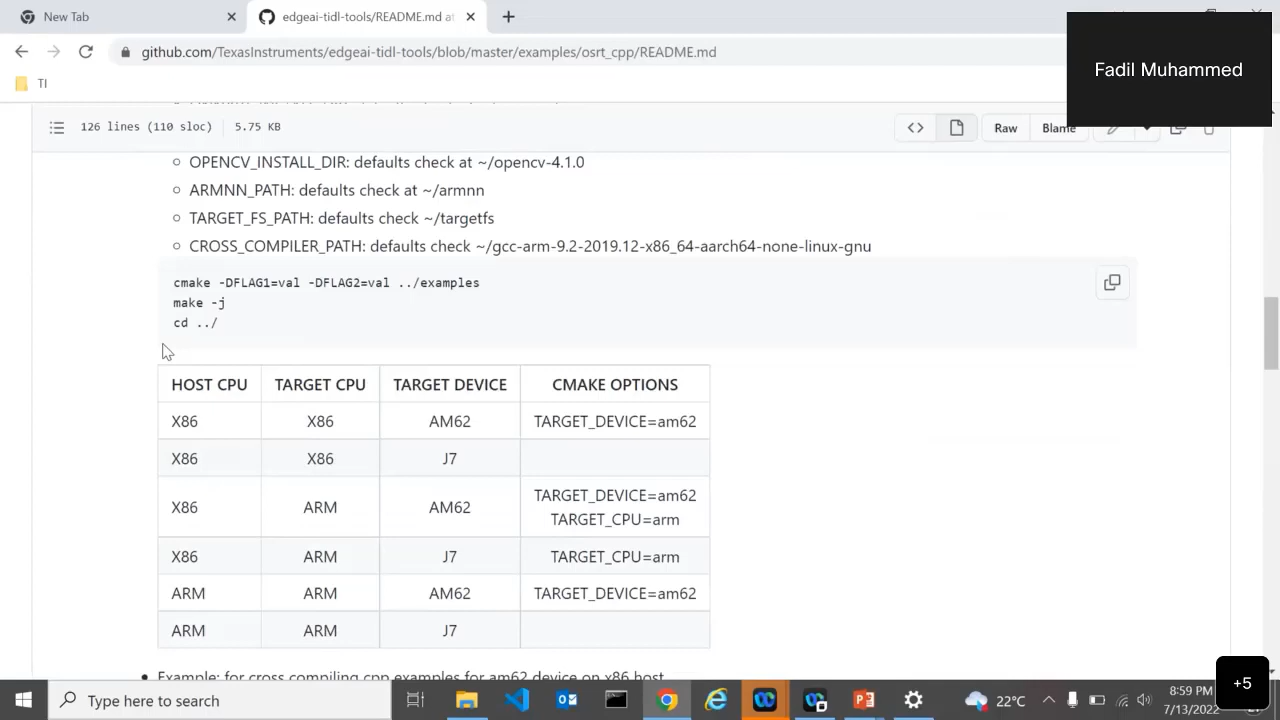 New Tab
edgeai-tidl-tools/README.md at
github.com/TexasInstruments/edgeai-tidl-tools/blob/master/examples/osrt_cpp/README.md
Fadil Muhammed
TI
126 lines (110 sloc) 5.75 KB
Raw Blame
OPENCV_INSTALL_DIR: defaults check at ~/opencv-4.1.0
ARMNN_PATH: defaults check at ~/armnn
TARGET_FS_PATH: defaults check ~/targetfs
CROSS_COMPILER_PATH: defaults check ~/gcc-arm-9.2-2019.12-x86_64-aarch64-none-linux-gnu
cmake -DFLAG1=val -DFLAG2=val ../examples
make -j
cd ../
HOST CPU TARGET CPU TARGET DEVICE CMAKE OPTIONS
X86 X86 AM62 TARGET_DEVICE=am62
X86 X86 J7
X86 ARM AM62 TARGET_DEVICE=am62
TARGET_CPU=arm
X86 ARM J7 TARGET_CPU=arm
ARM ARM AM62 TARGET_DEVICE=am62
ARM ARM J7
Example: for cross compiling cpp examples for am62 device on x86 host
+5
Type here to search
22°C
8:59 PM
7/13/2022